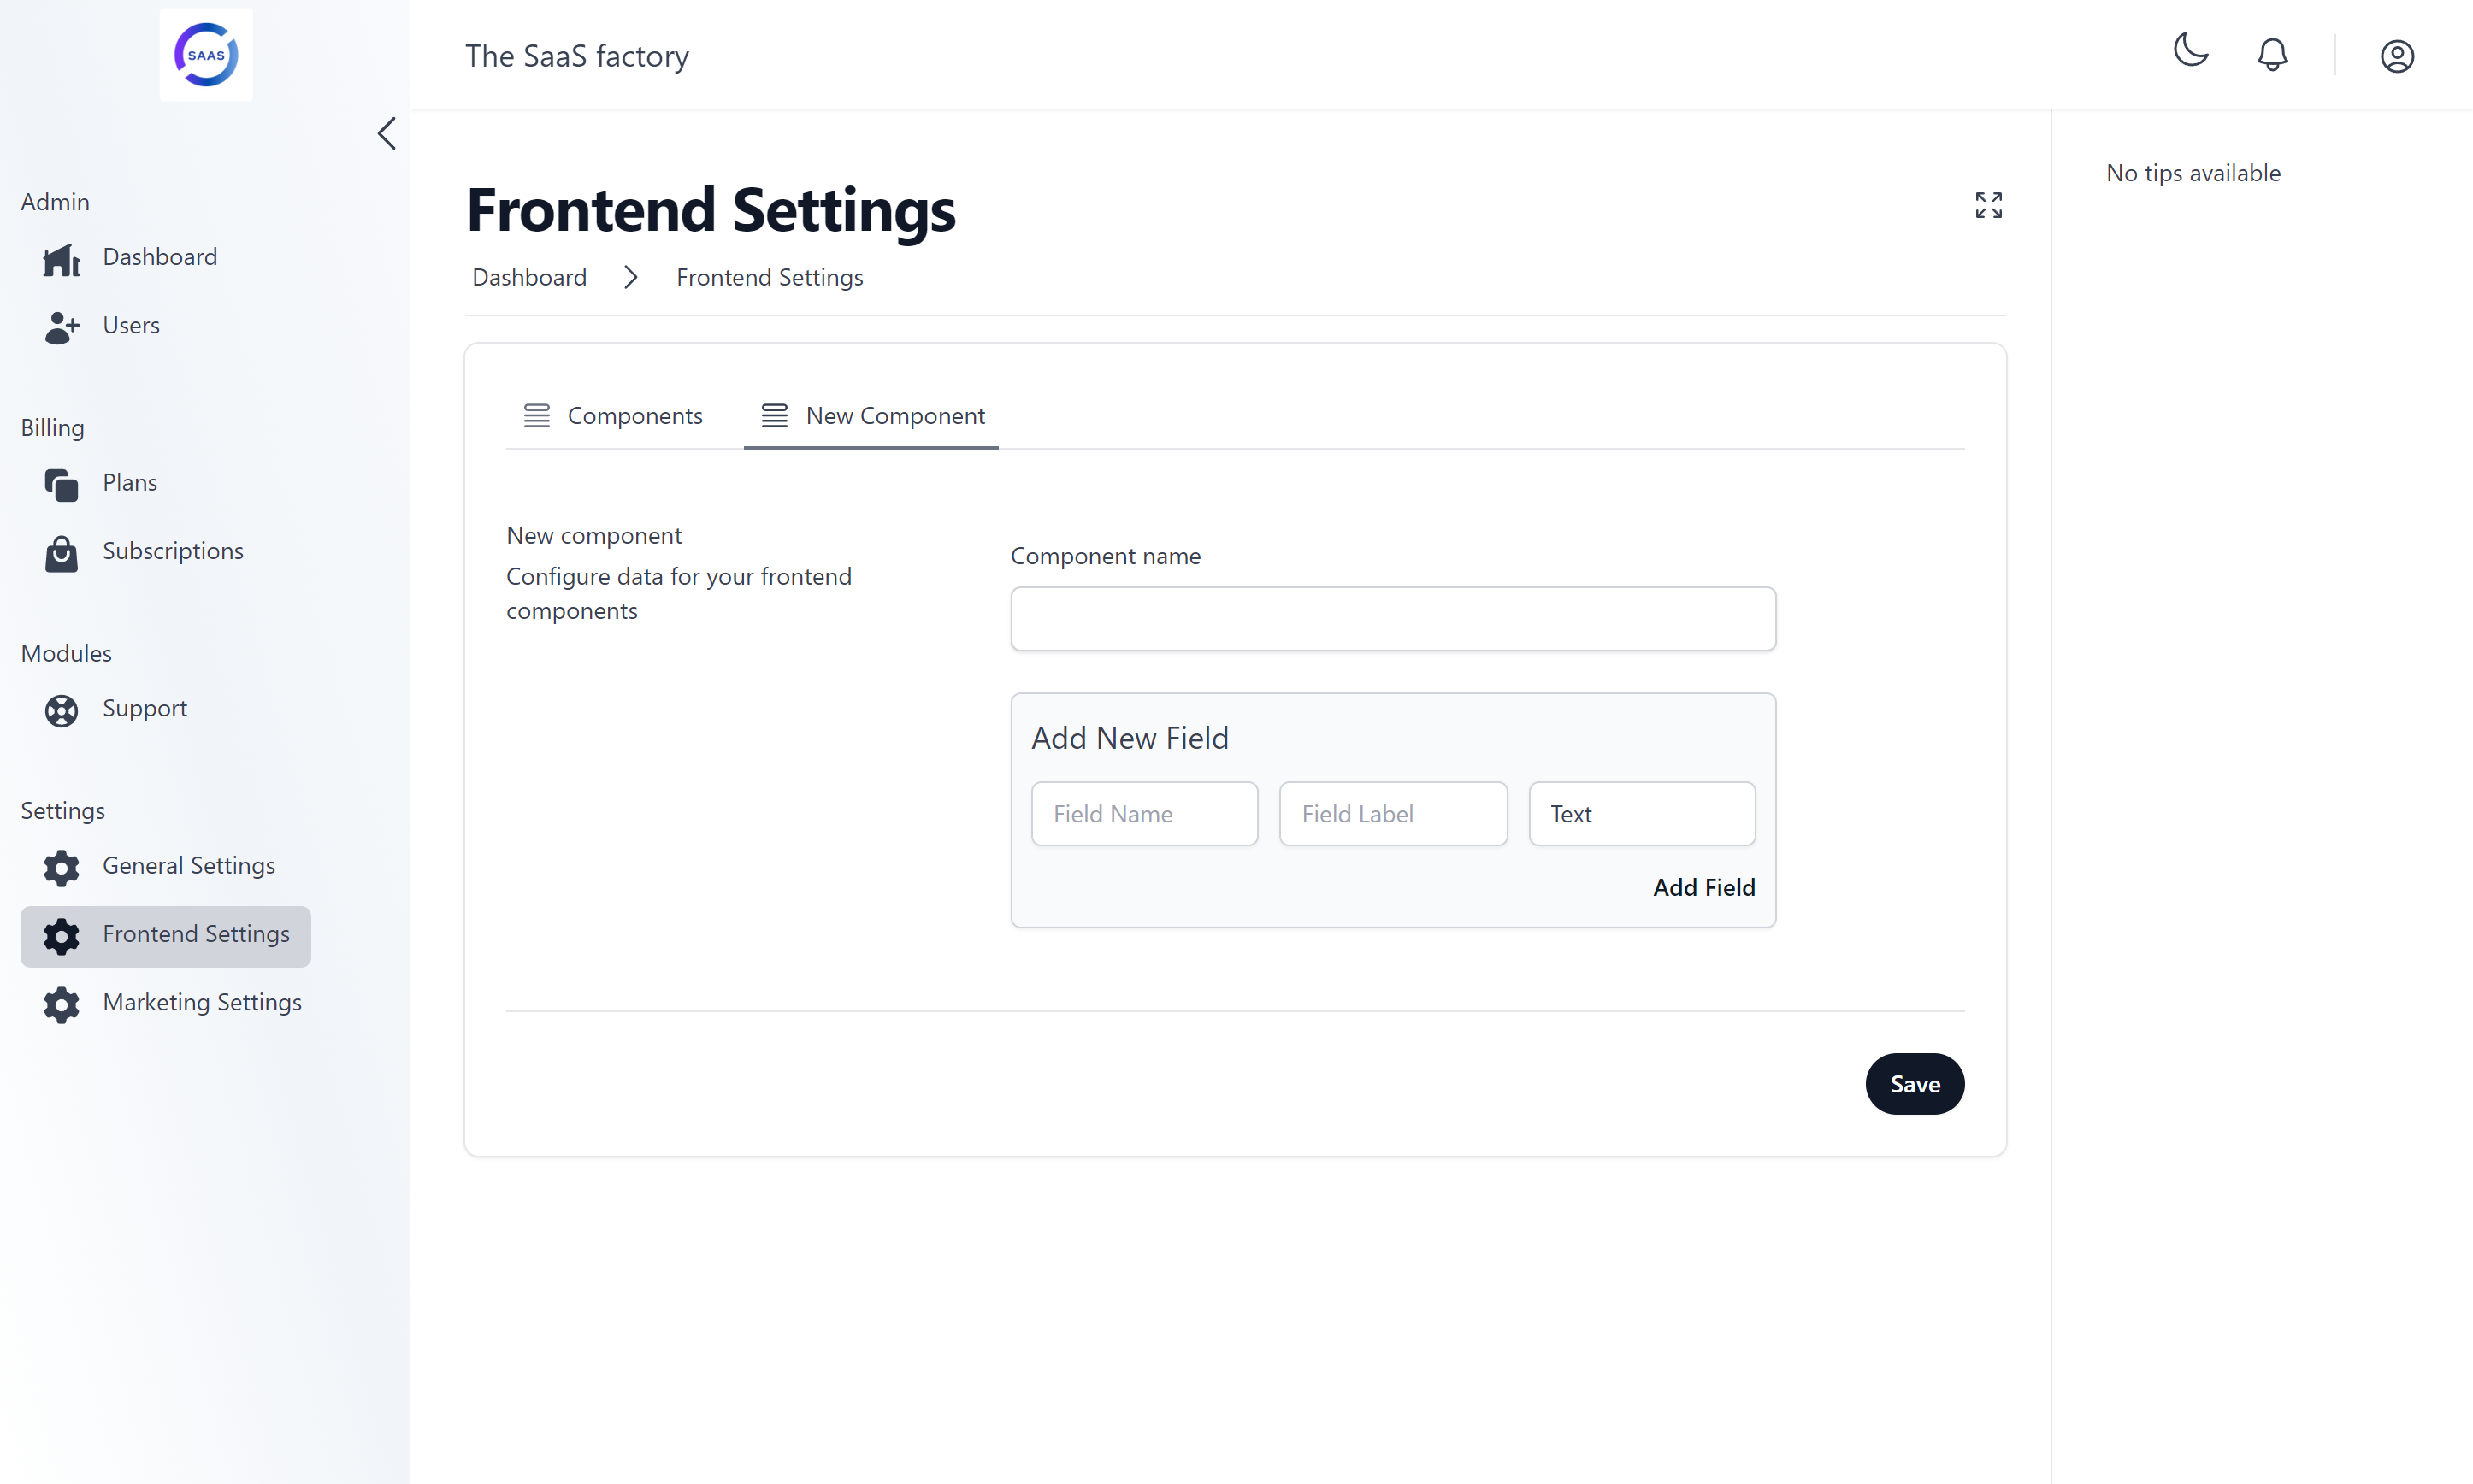 SAAS
The SaaS factory
Admin
Dashboard
Users
Billing
Plans
Subscriptions
Modules
Support
Settings
General Settings
Frontend Settings
Marketing Settings
Frontend Settings
Dashboard
Frontend Settings
Components
New Component
New component
Configure data for your frontend
components
Component name
Add New Field
Field Name
Field Label
Text
Add Field
Save
No tips available